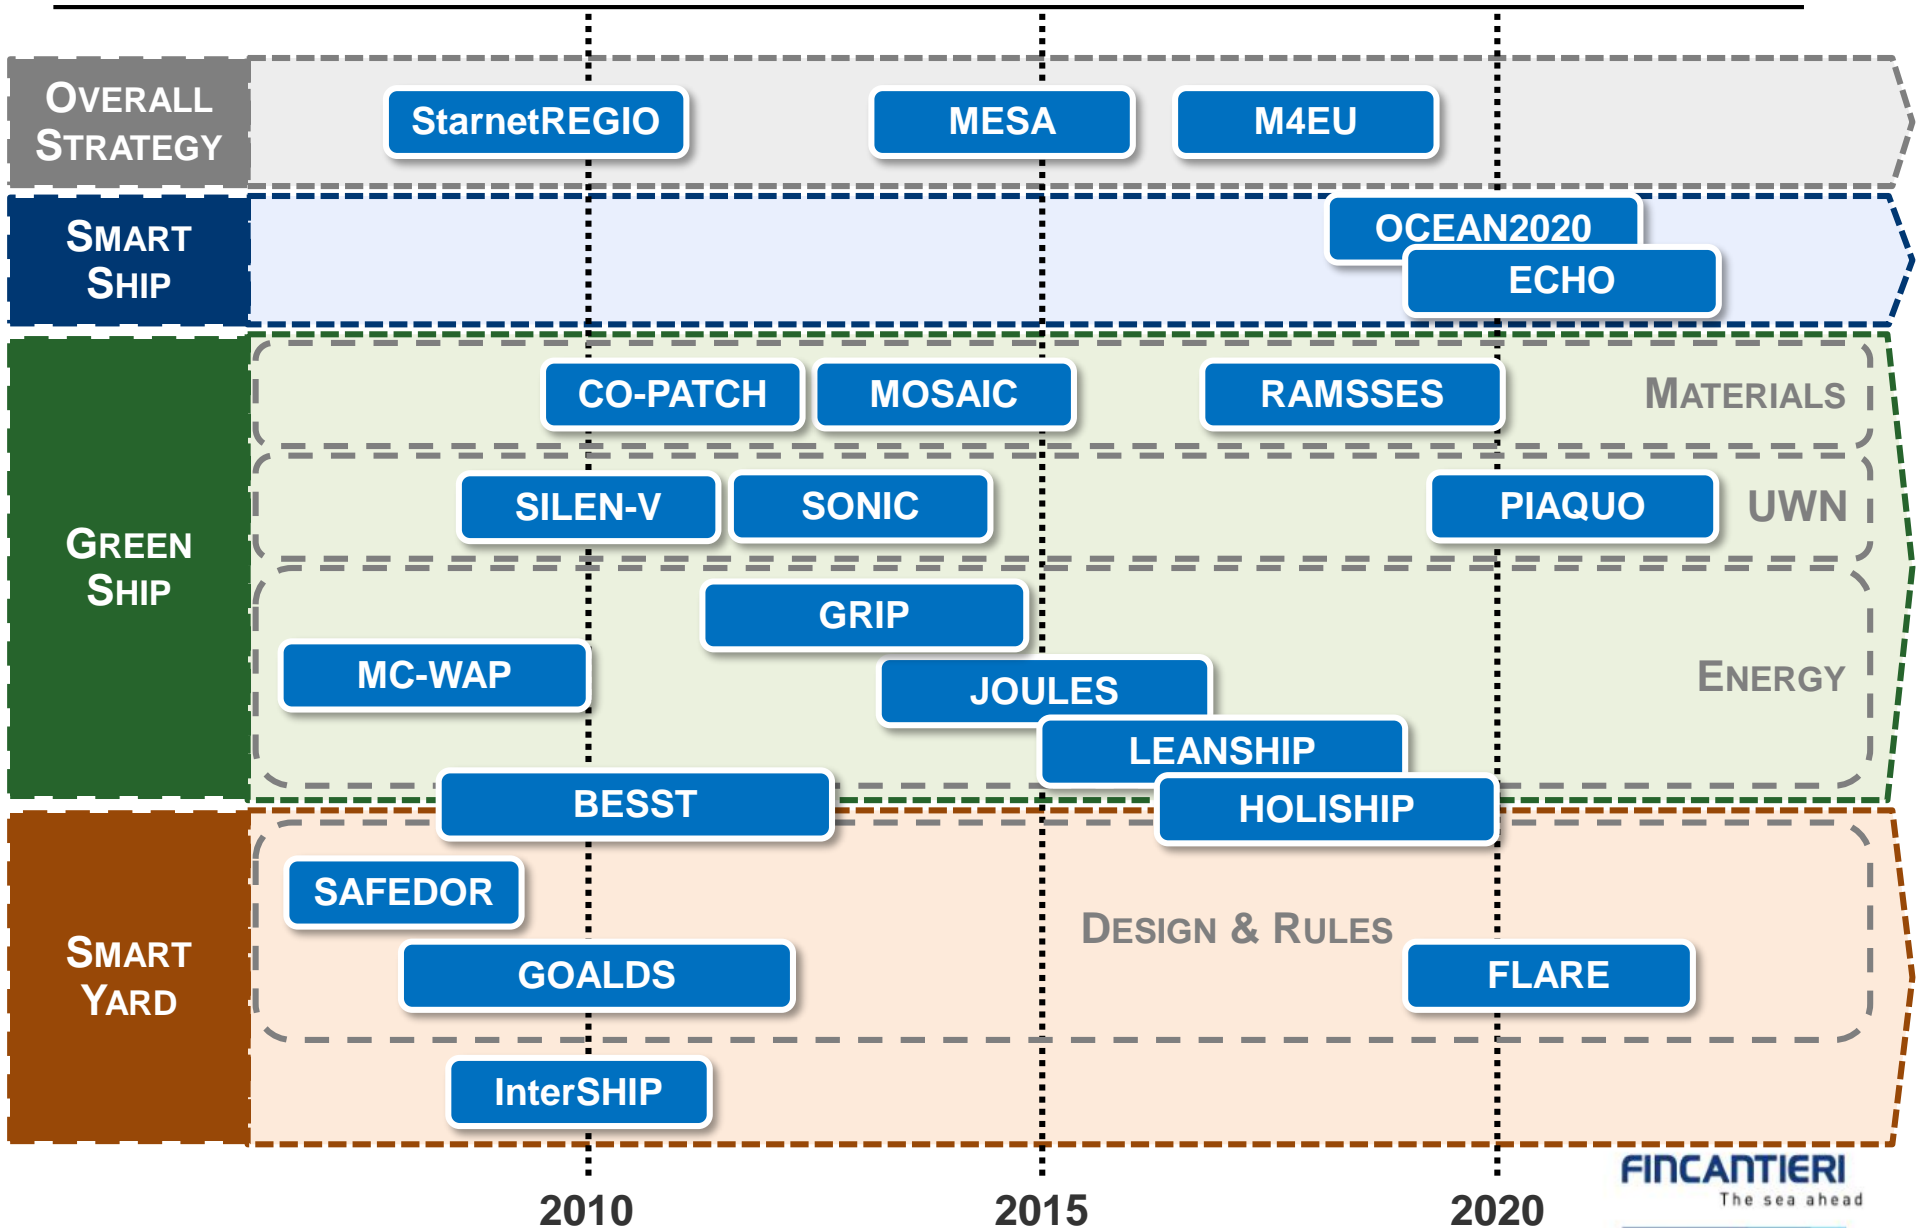 OVERALL
STRATEGY
StarnetREGIO
MESA
M4EU
SMART
SHIP
OCEAN2020
ECHO
GREEN
SHIP
CO-PATCH
MOSAIC
RAMSSES
MATERIALS
SILEN-V
SONIC
PIAQUO
UWN
GRIP
MC-WAP
JOULES
ENERGY
LEANSHIP
BESST
HOLISHIP
SMART
YARD
SAFEDOR
DESIGN & RULES
GOALDS
FLARE
InterSHIP
2010
2015
2020
FINCANTIERI
The sea ahead